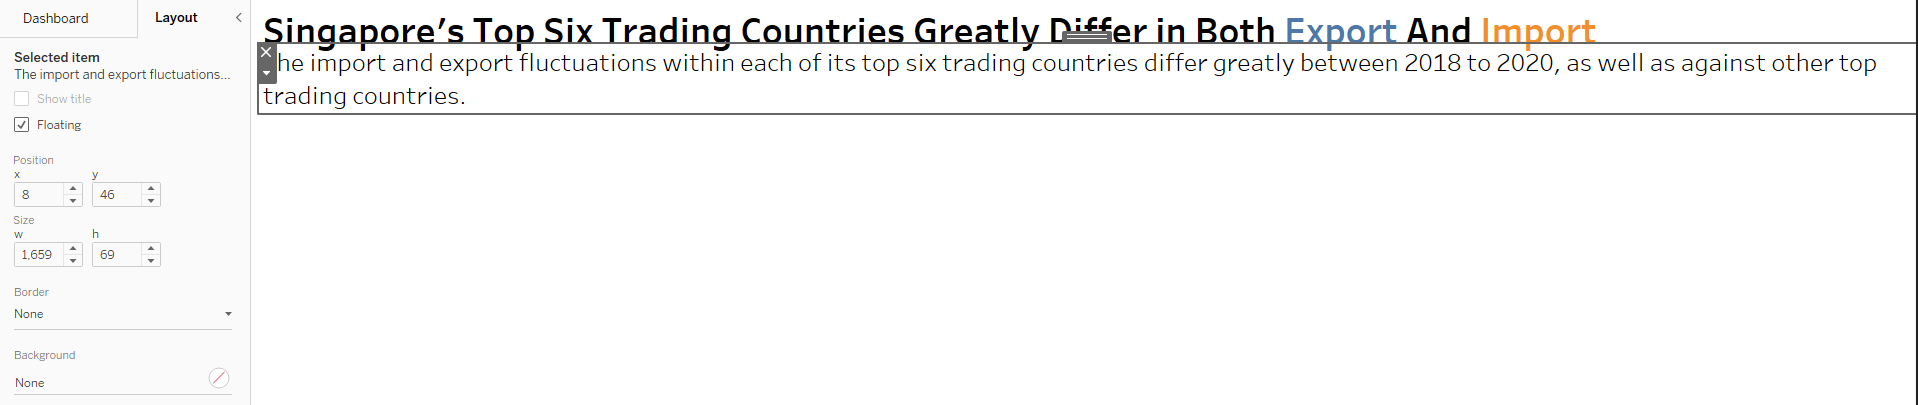 Dashboard
Layout
Selected item
The import and export fluctuations...
Show title
Floating
Position
x y
8 46
Size
w h
1,659 69
Border
None
Background
None
Singapore's Top Six Trading Countries Greatly Differ in Both Export And Import
The import and export fluctuations within each of its top six trading countries differ greatly between 2018 to 2020, as well as against other top
trading countries.